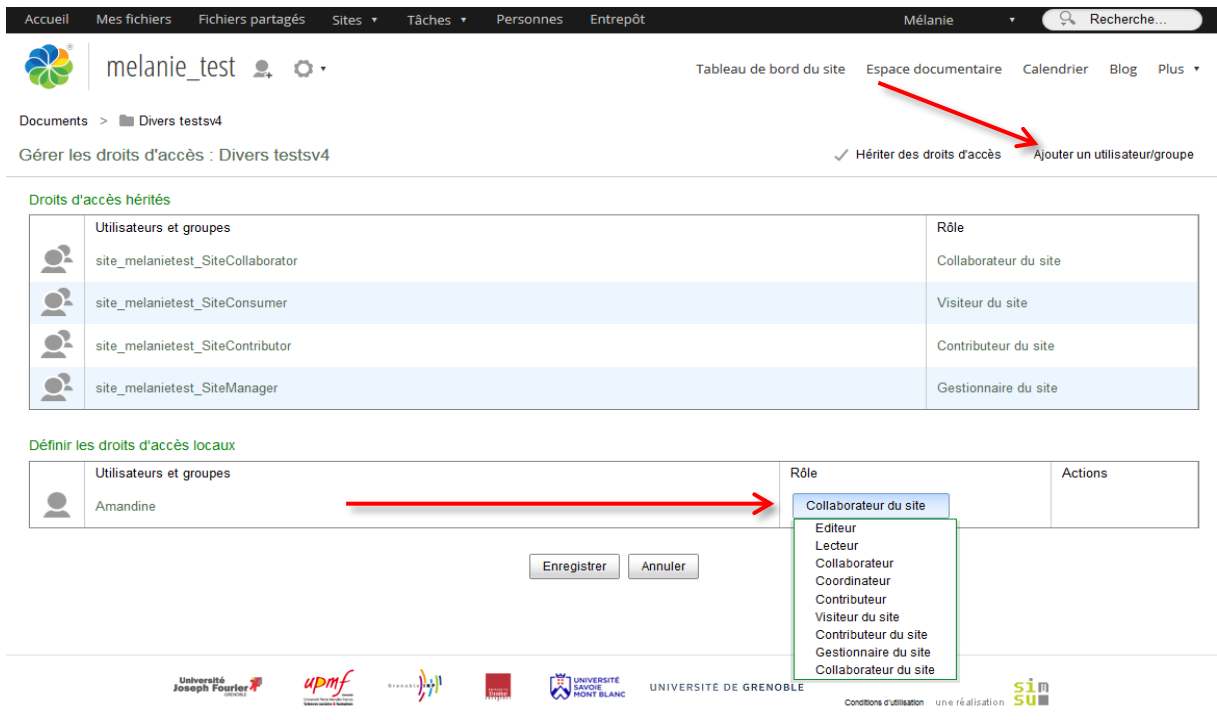 Accueil Mes fichiers Fichiers partagés Sites Tâches Personnes Entrepôt Mélanie Recherche...
melanie_test Tableau de bord du site Espace documentaire Calendrier Blog Plus
Documents > Divers testsv4
Gérer les droits d'accès : Divers testsv4 Hériter des droits d'accès Ajouter un utilisateur/groupe
Droits d'accès hérités
Utilisateurs et groupes Rôle
site_melanietest_SiteCollaborator Collaborateur du site
site_melanietest_SiteConsumer Visiteur du site
site_melanietest_SiteContributor Contributeur du site
site_melanietest_SiteManager Gestionnaire du site
Définir les droits d'accès locaux
Utilisateurs et groupes Rôle Actions
Amandine Collaborateur du site
Editeur
Lecteur
Collaborateur
Coordinateur
Contributeur
Visiteur du site
Contributeur du site
Gestionnaire du site
Collaborateur du site
Enregistrer Annuler
Université
Joseph Fourier
GRENOBLE
upmf
UNIVERSITÉ
SAVOIE
MONT BLANC
UNIVERSITÉ DE GRENOBLE
Conditions d'utilisation une réalisation simsu